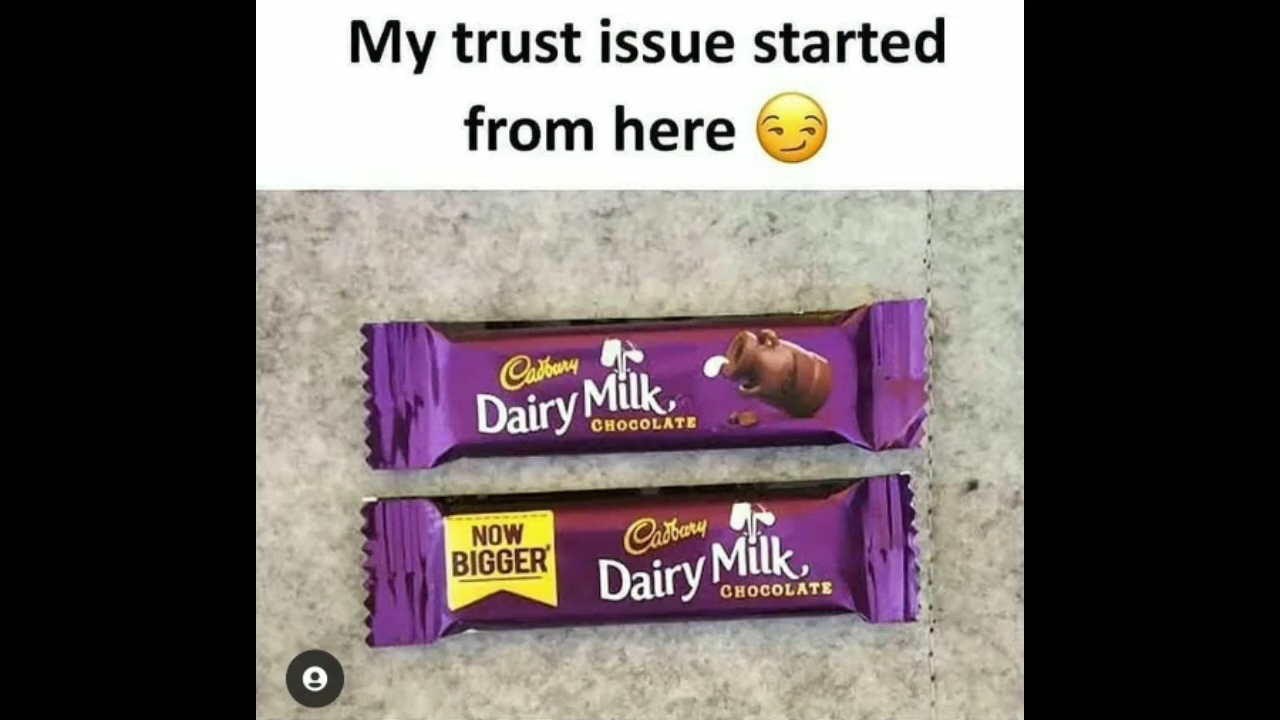 My trust issue started
from here 😏
Cadbury
Dairy Milk
CHOCOLATE
NOW
BIGGER*
Cadbury
Dairy Milk
CHOCOLATE